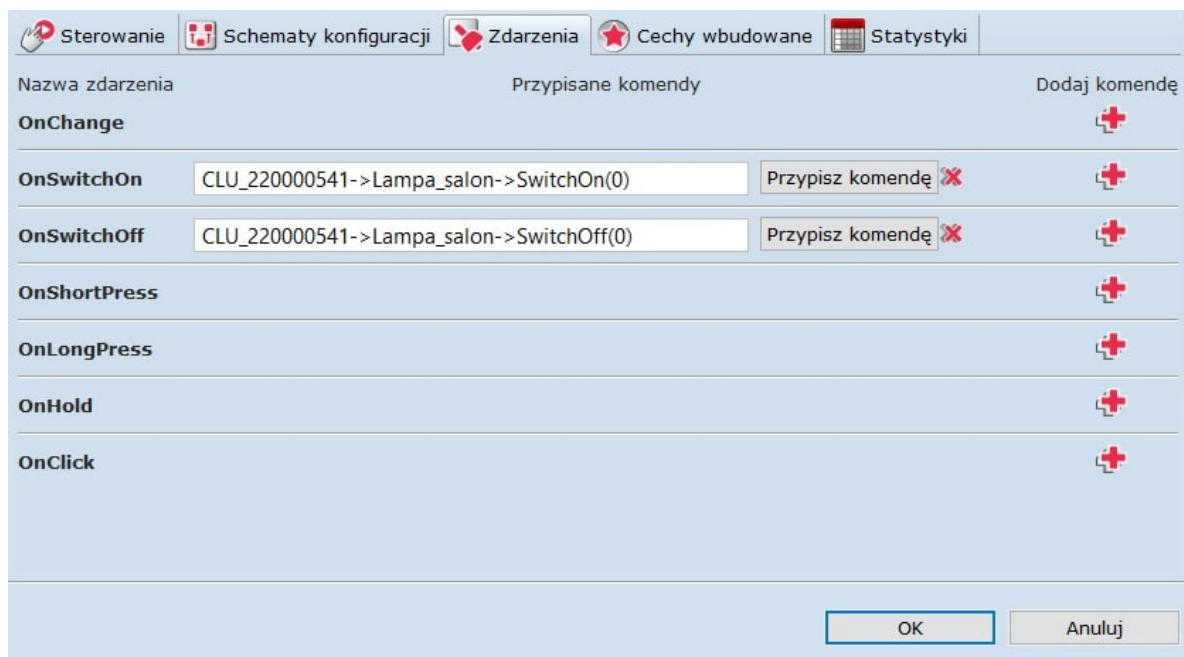 Sterowanie Schematy konfiguracji Zdarzenia Cechy wbudowane Statystyki
Nazwa zdarzenia Przypisane komendy Dodaj komendę
OnChange
OnSwitchOn CLU_220000541->Lampa_salon->SwitchOn(0) Przypisz komendę
OnSwitchOff CLU_220000541->Lampa_salon->SwitchOff(0) Przypisz komendę
OnShortPress
OnLongPress
OnHold
OnClick
OK Anuluj